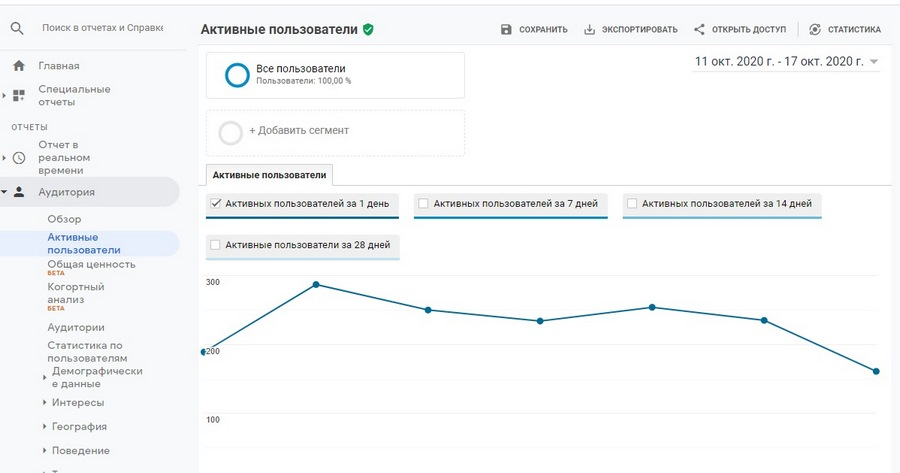 Поиск в отчетах и Справке
Главная
Специальные
отчеты
ОТЧЕТЫ
Отчет в
реальном
времени
Аудитория
Обзор
Активные
пользователи
Общая ценность
БЕТА
Когортный
анализ
БЕТА
Аудитории
Статистика по
пользователям
Демографически
е данные
Интересы
География
Поведение
Активные пользователи
СОХРАНИТЬ
ЭКСПОРТИРОВАТЬ
ОТКРЫТЬ ДОСТУП
СТАТИСТИКА
Все пользователи
Пользователи: 100,00 %
11 окт. 2020 г. - 17 окт. 2020 г.
+ Добавить сегмент
Активные пользователи
Активных пользователей за 1 день
Активных пользователей за 7 дней
Активных пользователей за 14 дней
Активные пользователи за 28 дней
300
200
100